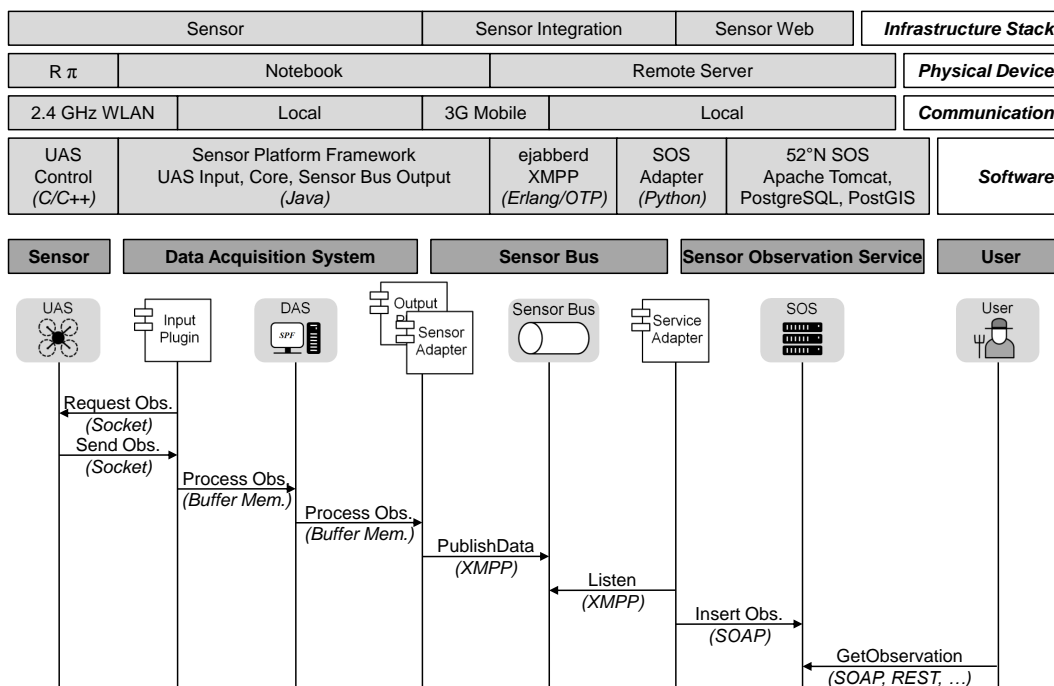 Sensor
Sensor Integration
Sensor Web
Infrastructure Stack
R π
Notebook
Remote Server
Physical Device
2.4 GHz WLAN
Local
3G Mobile
Local
Communication
UAS
Control
(C/C++)
Sensor Platform Framework
UAS Input, Core, Sensor Bus Output
(Java)
ejabberd
XMPP
(Erlang/OTP)
SOS
Adapter
(Python)
52°N SOS
Apache Tomcat,
PostgreSQL, PostGIS
Software
Sensor
Data Acquisition System
Sensor Bus
Sensor Observation Service
User
UAS
Input
Plugin
DAS
SPF
Output
Sensor
Adapter
Sensor Bus
Service
Adapter
SOS
User
Request Obs.
(Socket)
Send Obs.
(Socket)
Process Obs.
(Buffer Mem.)
Process Obs.
(Buffer Mem.)
PublishData
(XMPP)
Listen
(XMPP)
Insert Obs.
(SOAP)
GetObservation
(SOAP, REST, …)